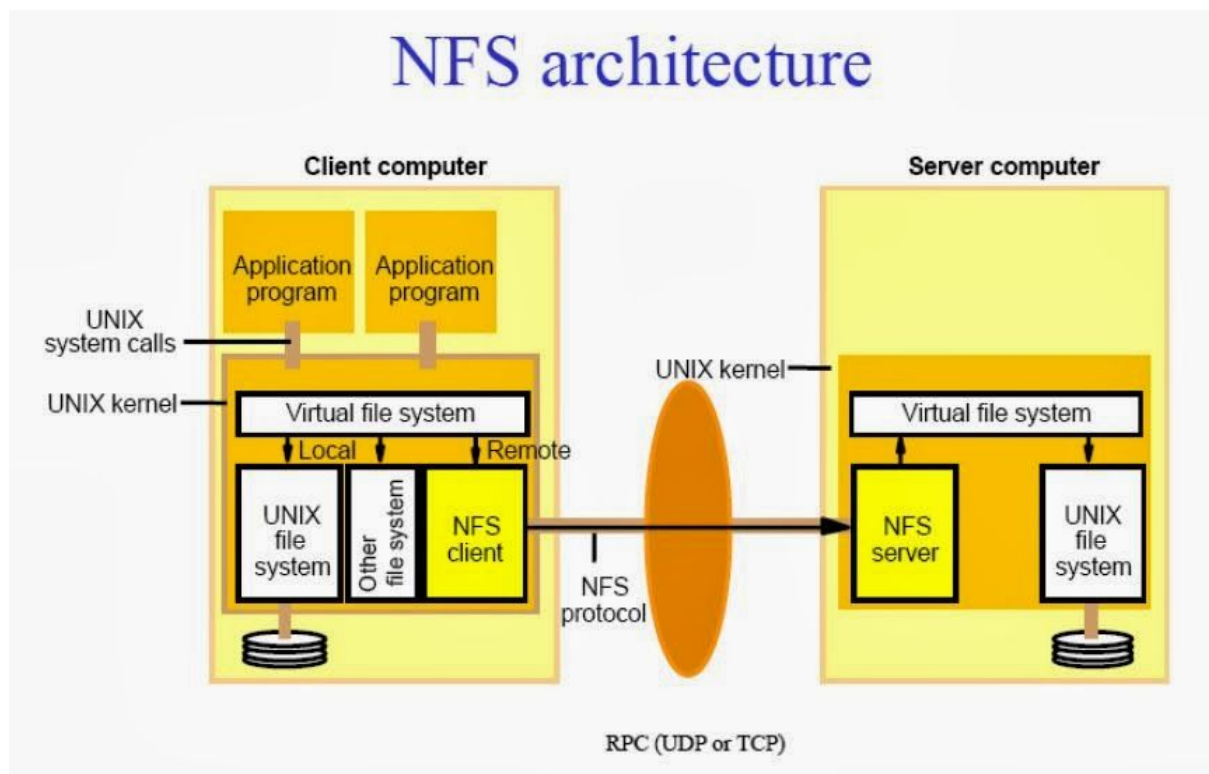 NFS architecture
Client computer
Server computer
Application
program
Application
program
UNIX
system calls
UNIX kernel
Virtual file system
Local
Remote
UNIX
file
system
Other
file system
NFS
client
NFS
protocol
UNIX kernel
Virtual file system
NFS
server
UNIX
file
system
RPC (UDP or TCP)